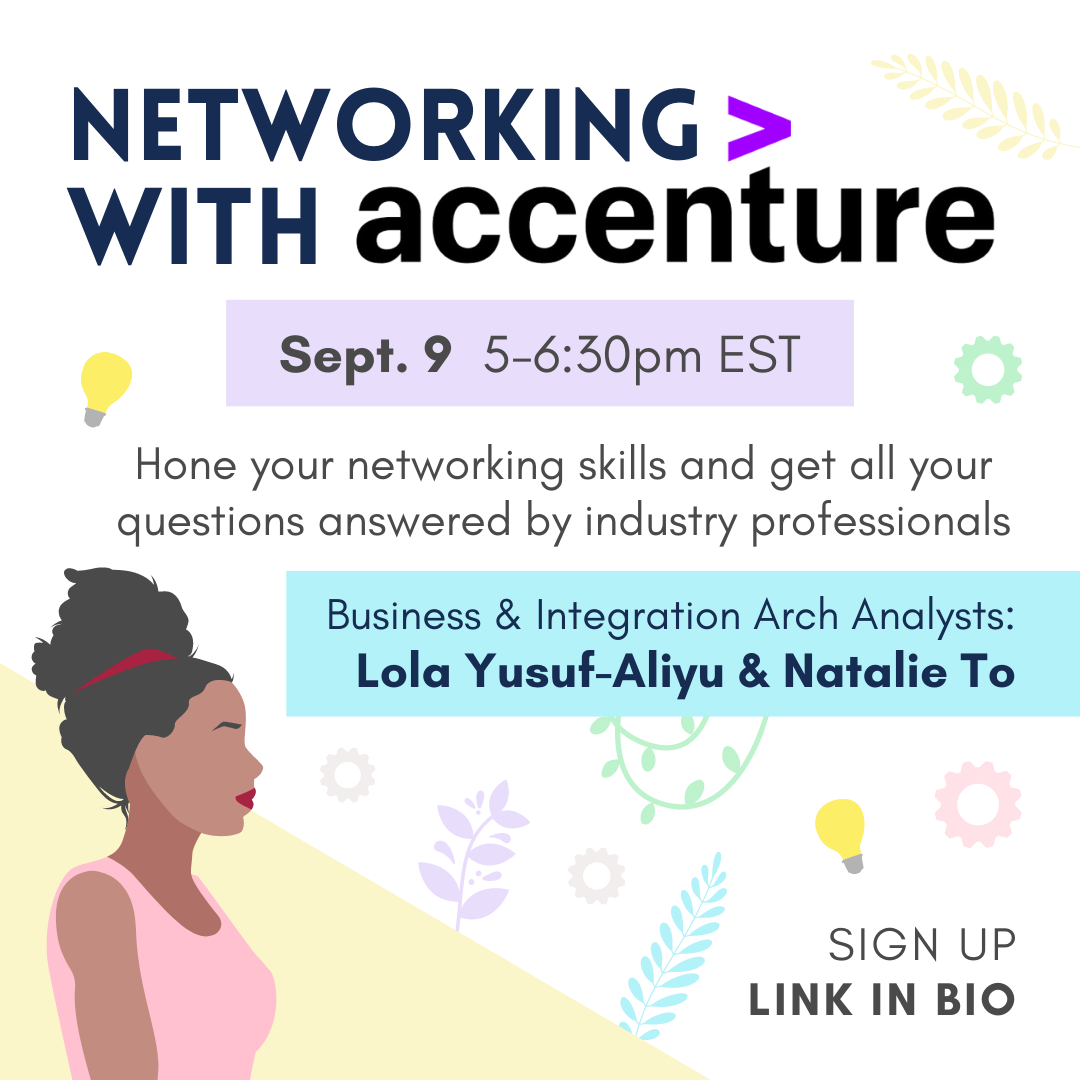 NETWORKING >
WITH accenture
Sept. 9 5-6:30pm EST
Hone your networking skills and get all your
questions answered by industry professionals
Business & Integration Arch Analysts:
Lola Yusuf-Aliyu & Natalie To
SIGN UP
LINK IN BIO